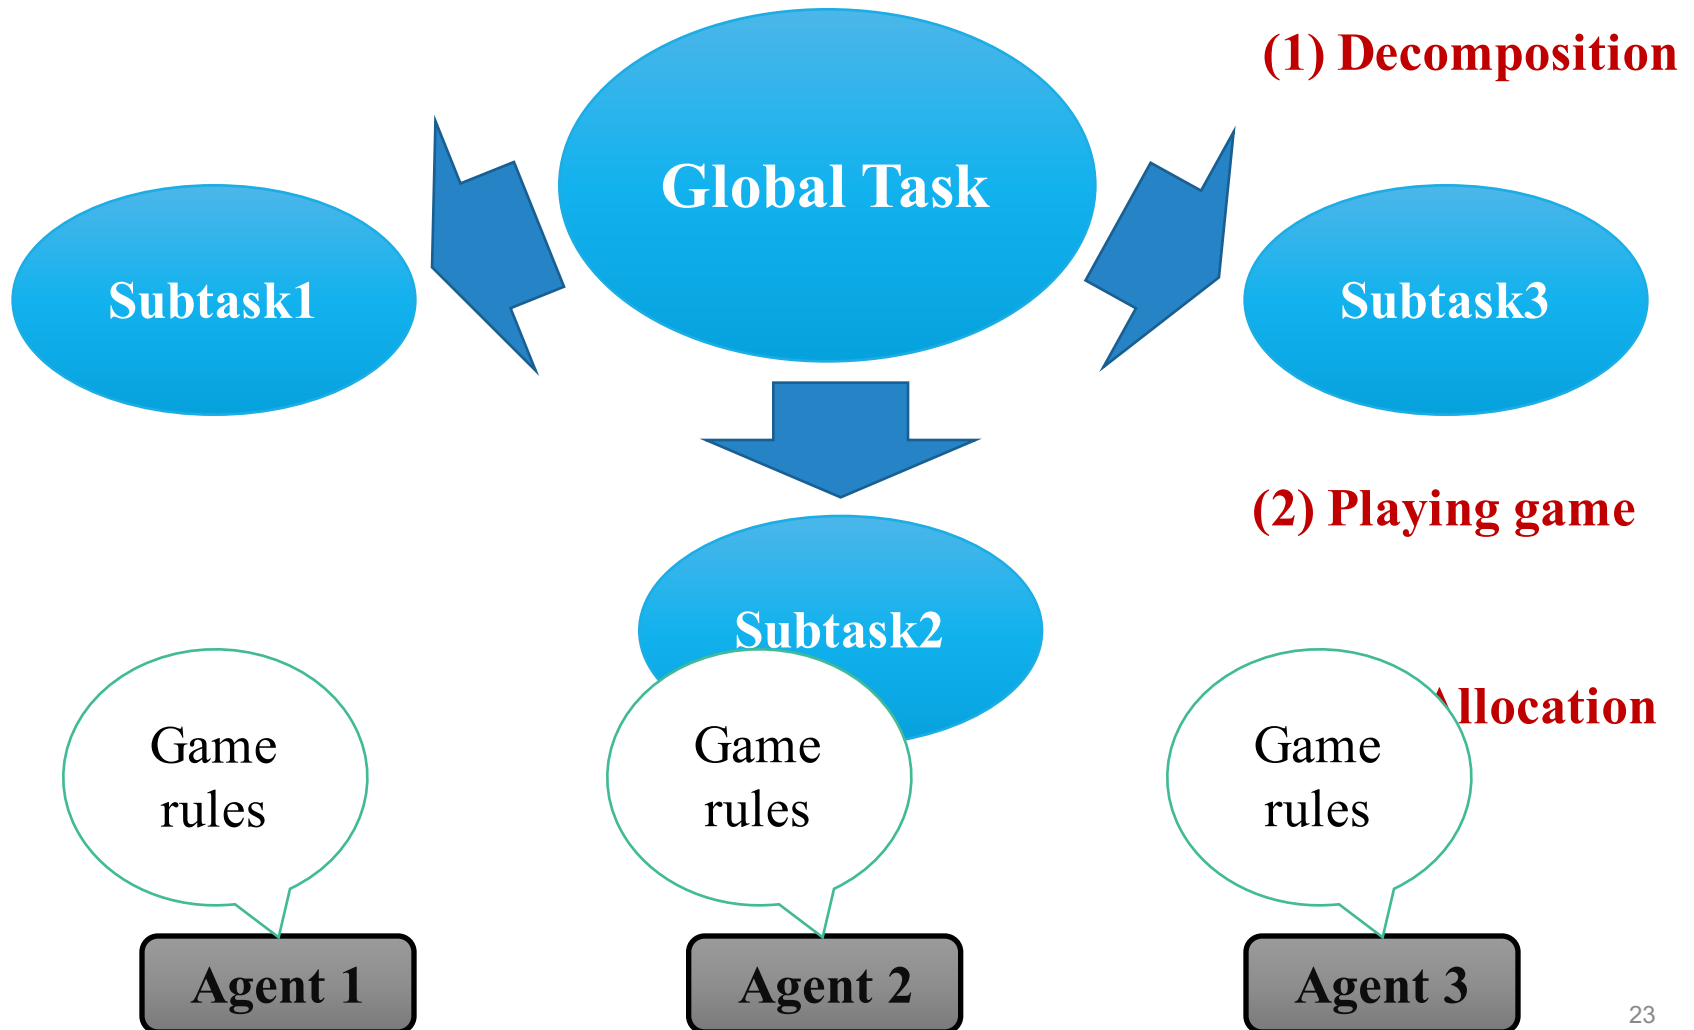 (1) Decomposition
Global Task
Subtask1
Subtask3
(2) Playing game
Subtask2
llocation
Game
rules
Game
rules
Game
rules
Agent 1
Agent 2
Agent 3
23